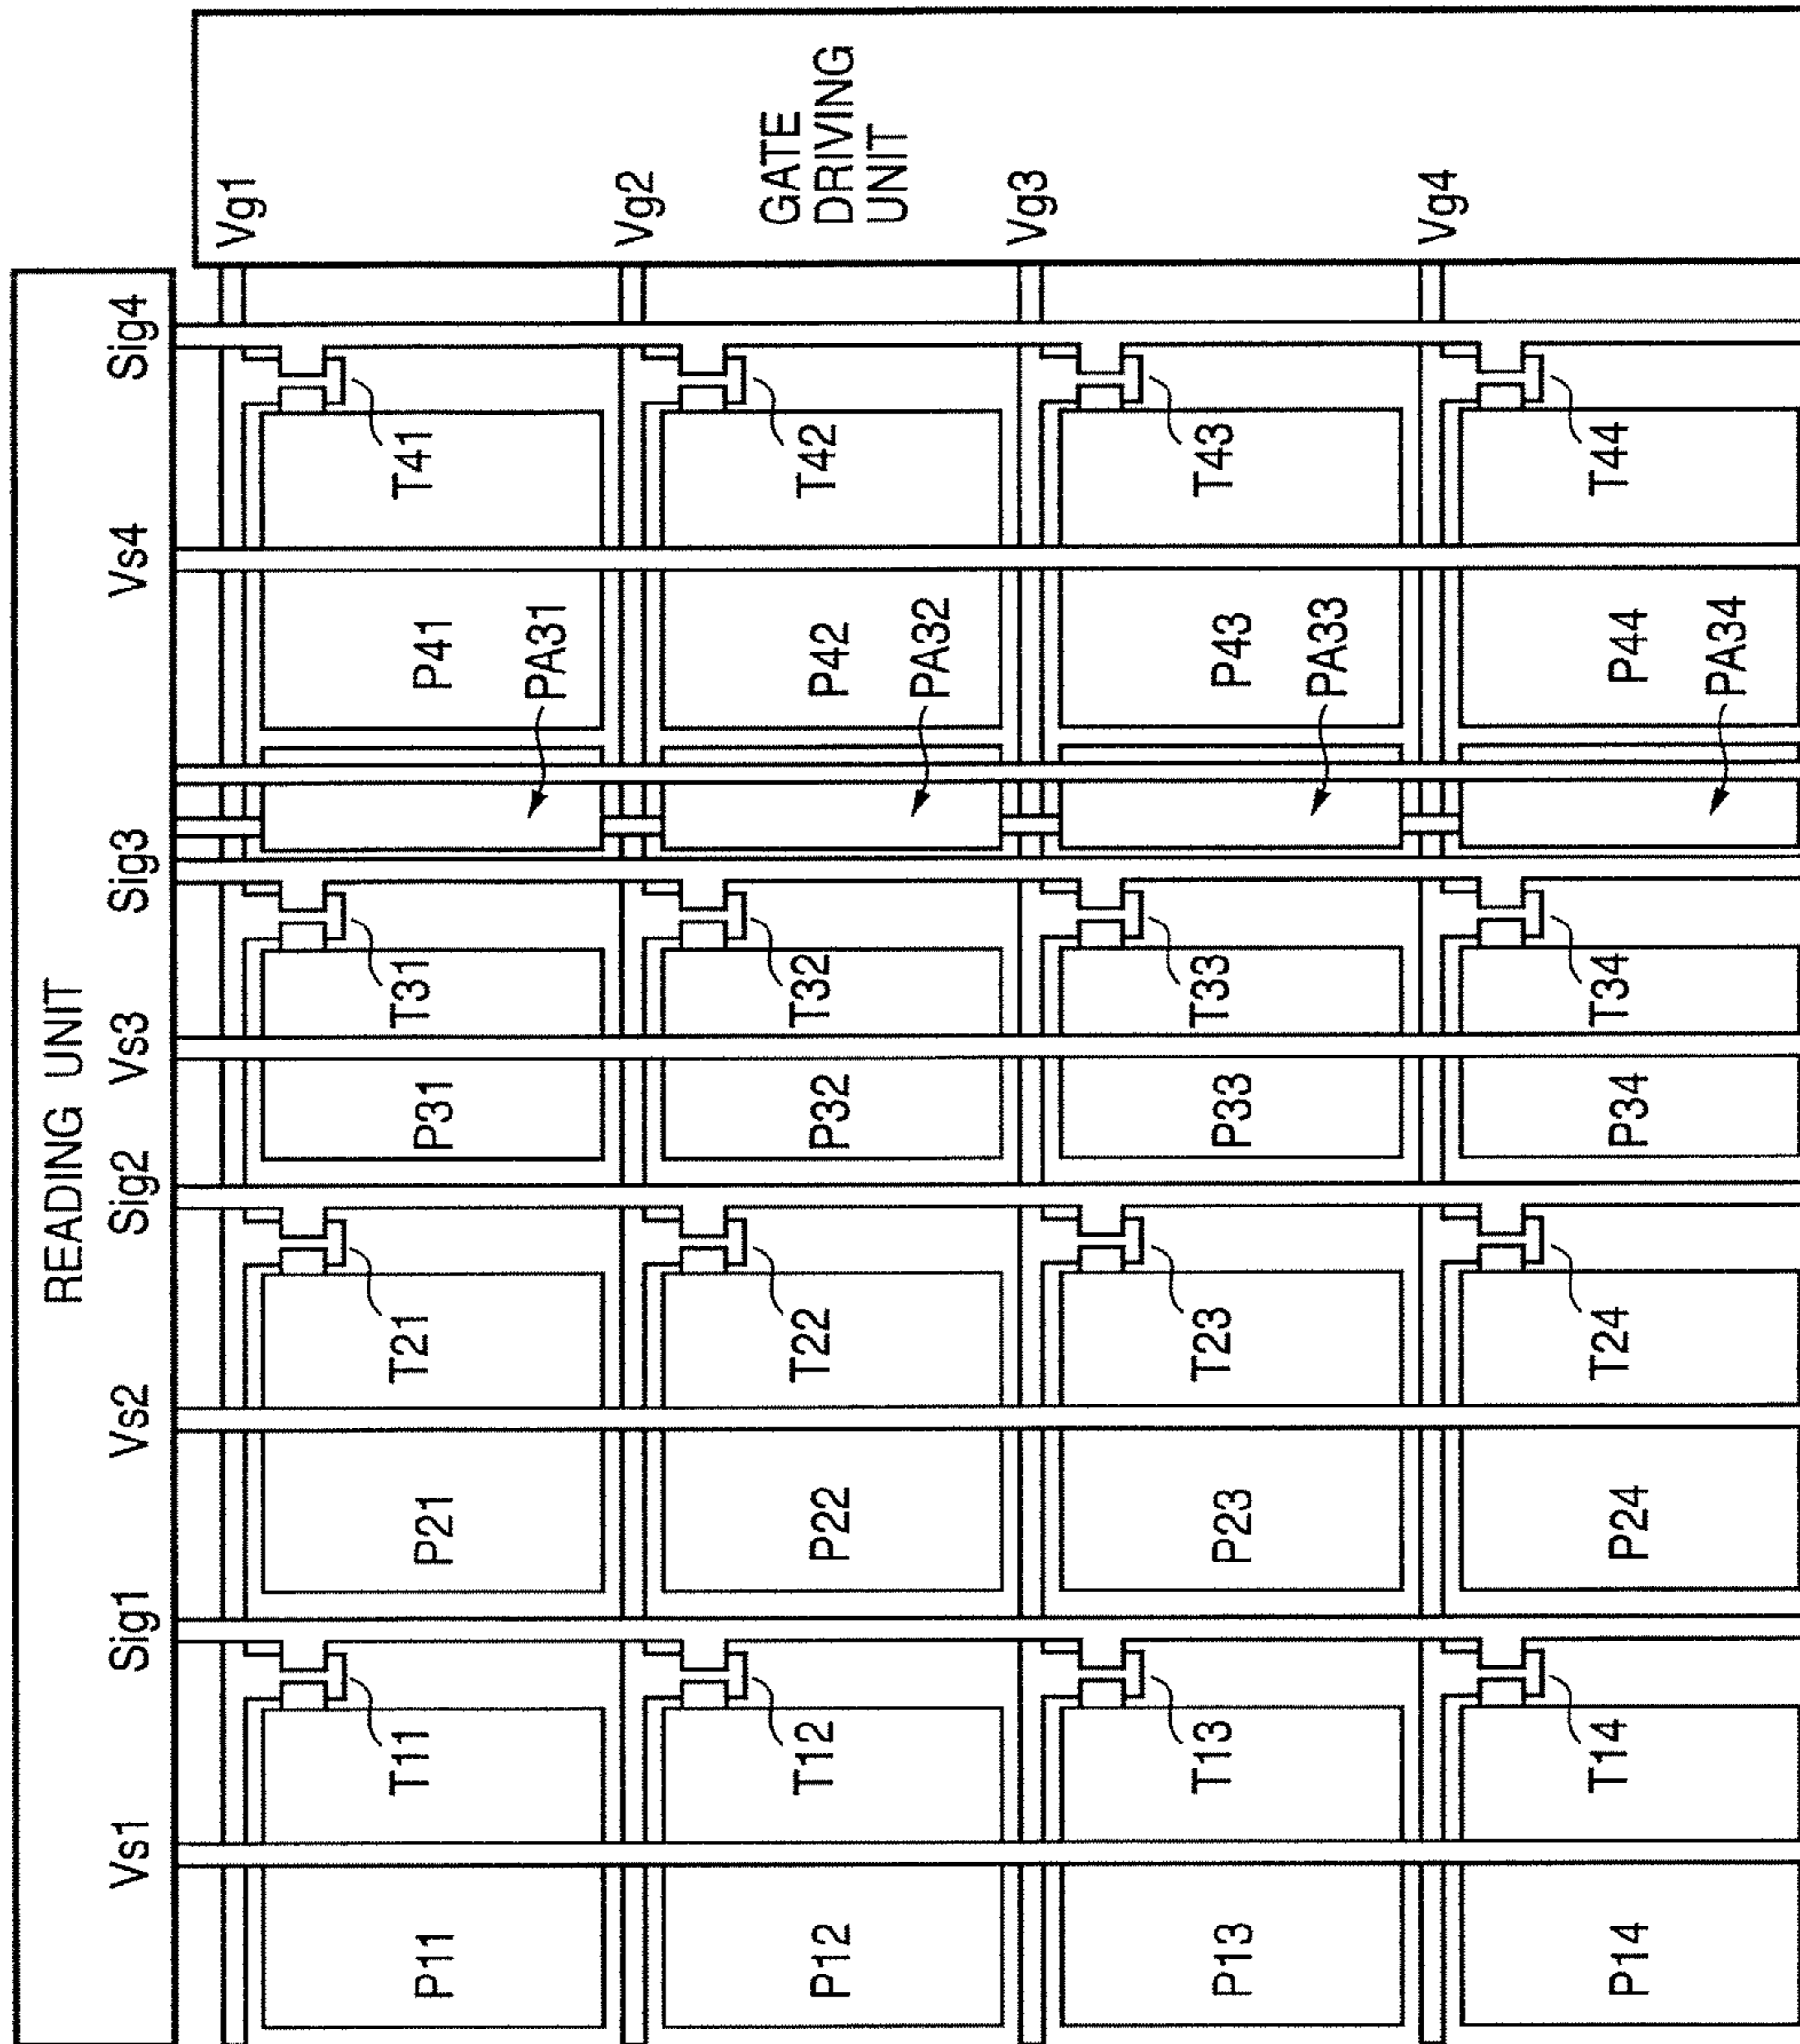 READING UNIT
Vs1 Sig1 Vs2 Sig2 Vs3 Sig3 Vs4 Sig4
Vg1
T11 T21 T31 T41
P11 P21 P31 P41
PA31
Vg2
GATE
DRIVING
UNIT
T12 T22 T32 T42
P12 P22 P32 P42
PA32
Vg3
T13 T23 T33 T43
P13 P23 P33 P43
PA33
Vg4
T14 T24 T34 T44
P14 P24 P34 P44
PA34